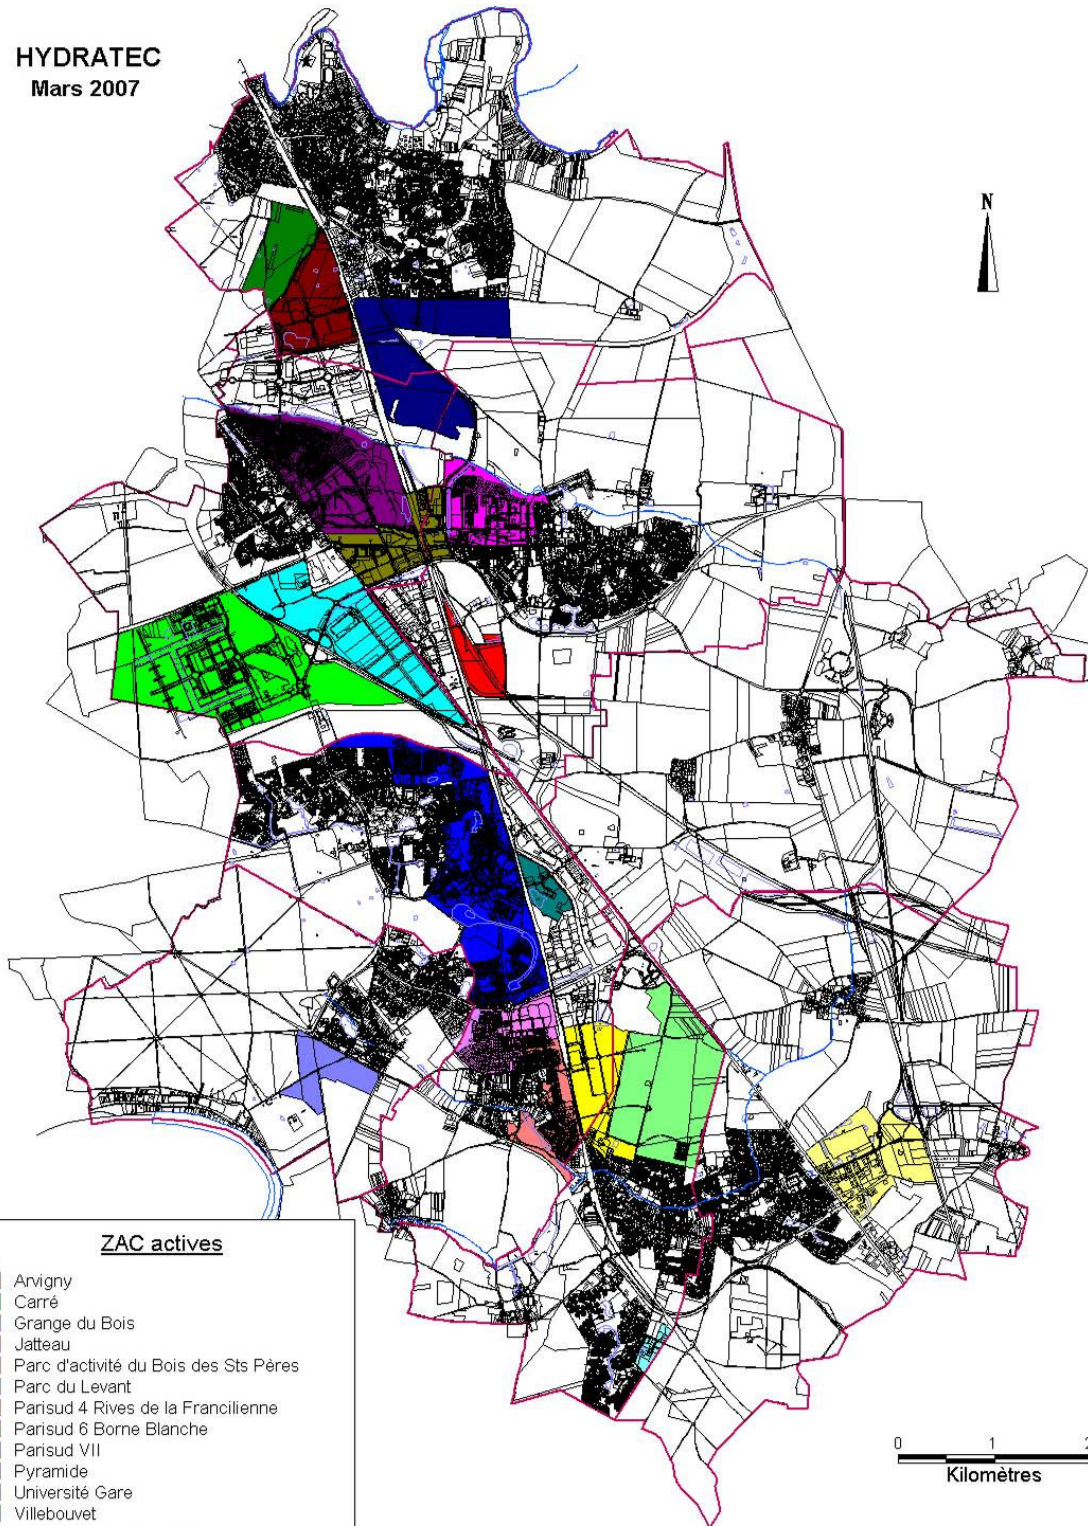 HYDRATEC
Mars 2007
N
ZAC actives
Arvigny
Carré
Grange du Bois
Jatteau
Parc d'activité du Bois des Sts Pères
Parc du Levant
Parisud 4 Rives de la Francilienne
Parisud 6 Borne Blanche
Parisud VII
Pyramide
Université Gare
Villebouvet
0 1 2
Kilomètres